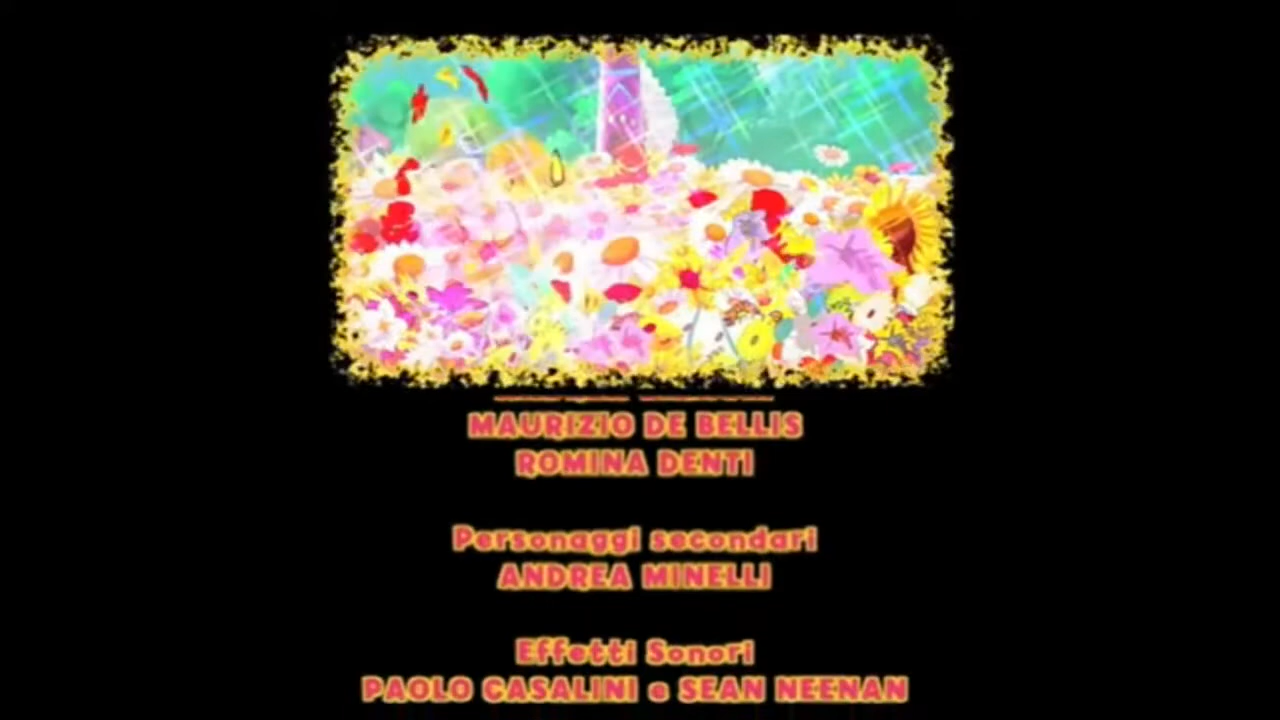 MAURIZIO DE BELLIS
ROMINA DENTI
Personaggi secondari
ANDREA MINELLI
Effetti Sonori
PAOLO CASALINI e SEAN NEENAN